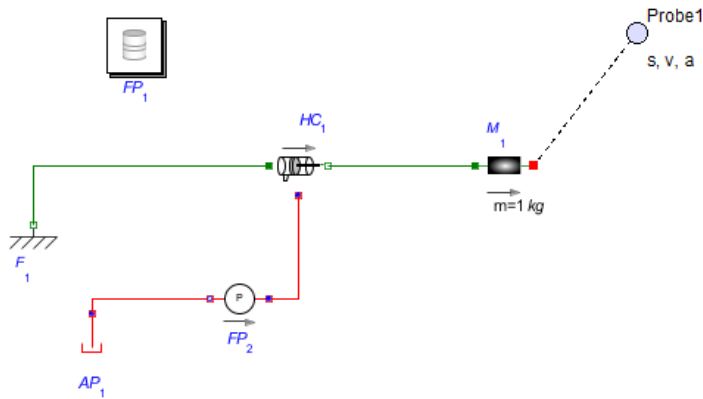 Probe1
s, v, a
FP1
HC1
M1
m=1 kg
F1
P
FP2
AP1